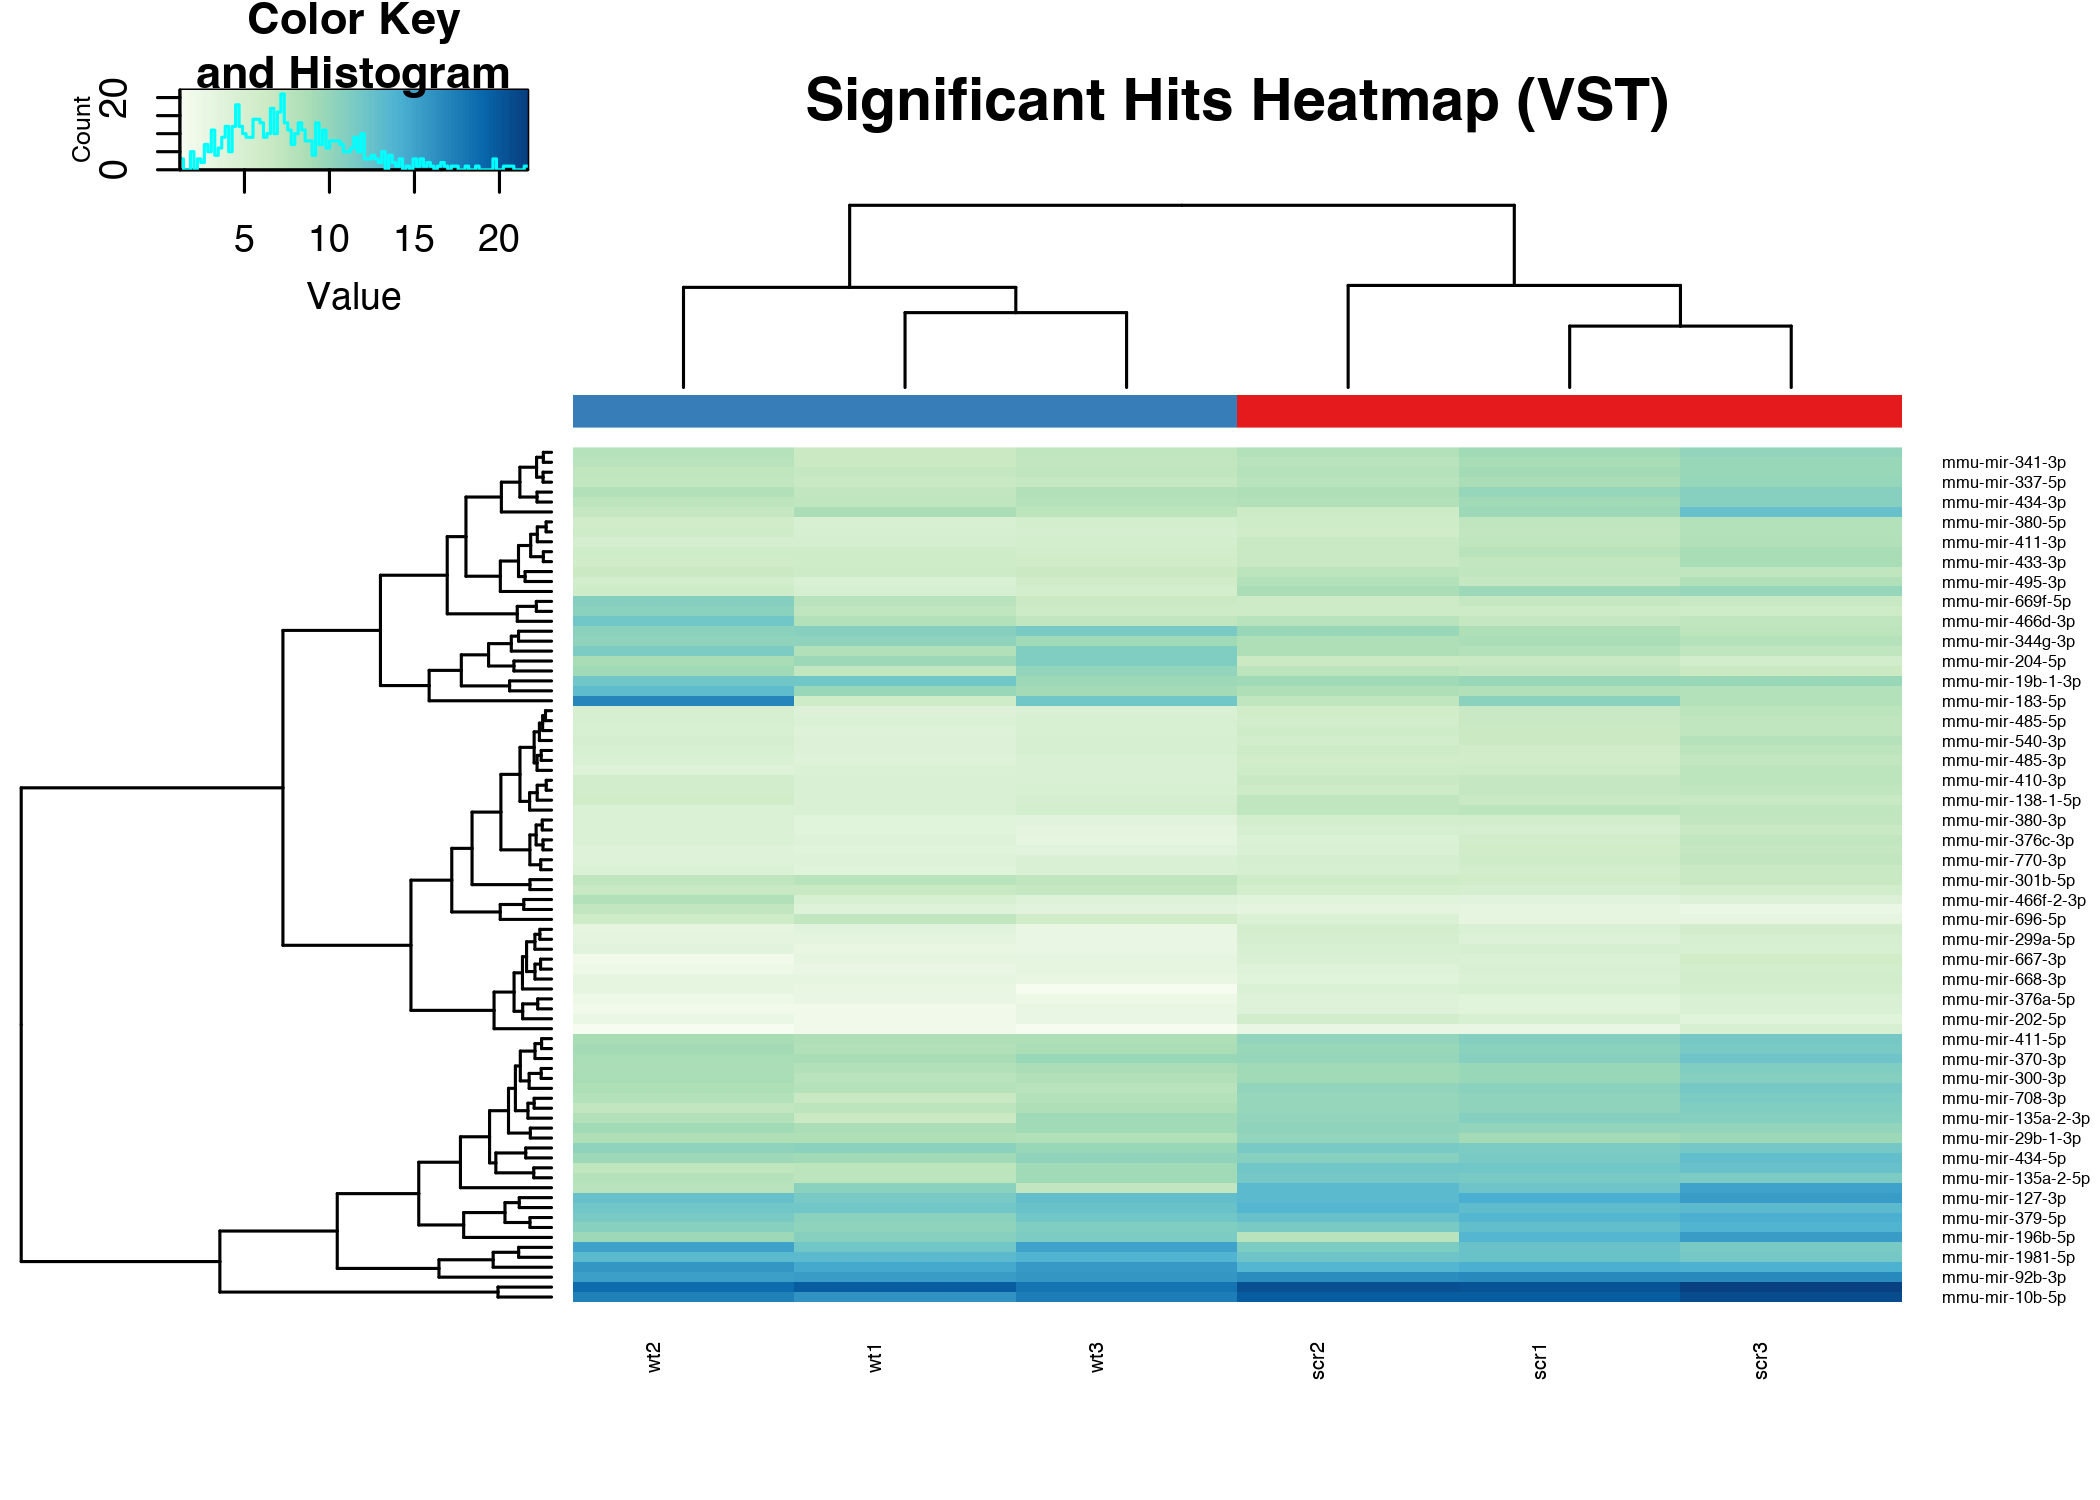 Color Key
and Histogram
Count
0 20
5 10 15 20
Value
Significant Hits Heatmap (VST)
mmu-mir-341-3p
mmu-mir-337-5p
mmu-mir-434-3p
mmu-mir-380-5p
mmu-mir-411-3p
mmu-mir-433-3p
mmu-mir-495-3p
mmu-mir-669f-5p
mmu-mir-466d-3p
mmu-mir-344g-3p
mmu-mir-204-5p
mmu-mir-19b-1-3p
mmu-mir-183-5p
mmu-mir-485-5p
mmu-mir-540-3p
mmu-mir-485-3p
mmu-mir-410-3p
mmu-mir-138-1-5p
mmu-mir-380-3p
mmu-mir-376c-3p
mmu-mir-770-3p
mmu-mir-301b-5p
mmu-mir-466f-2-3p
mmu-mir-696-5p
mmu-mir-299a-5p
mmu-mir-667-3p
mmu-mir-668-3p
mmu-mir-376a-5p
mmu-mir-202-5p
mmu-mir-411-5p
mmu-mir-370-3p
mmu-mir-300-3p
mmu-mir-708-3p
mmu-mir-135a-2-3p
mmu-mir-29b-1-3p
mmu-mir-434-5p
mmu-mir-135a-2-5p
mmu-mir-127-3p
mmu-mir-379-5p
mmu-mir-196b-5p
mmu-mir-1981-5p
mmu-mir-92b-3p
mmu-mir-10b-5p
wt2 wt1 wt3 scr2 scr1 scr3